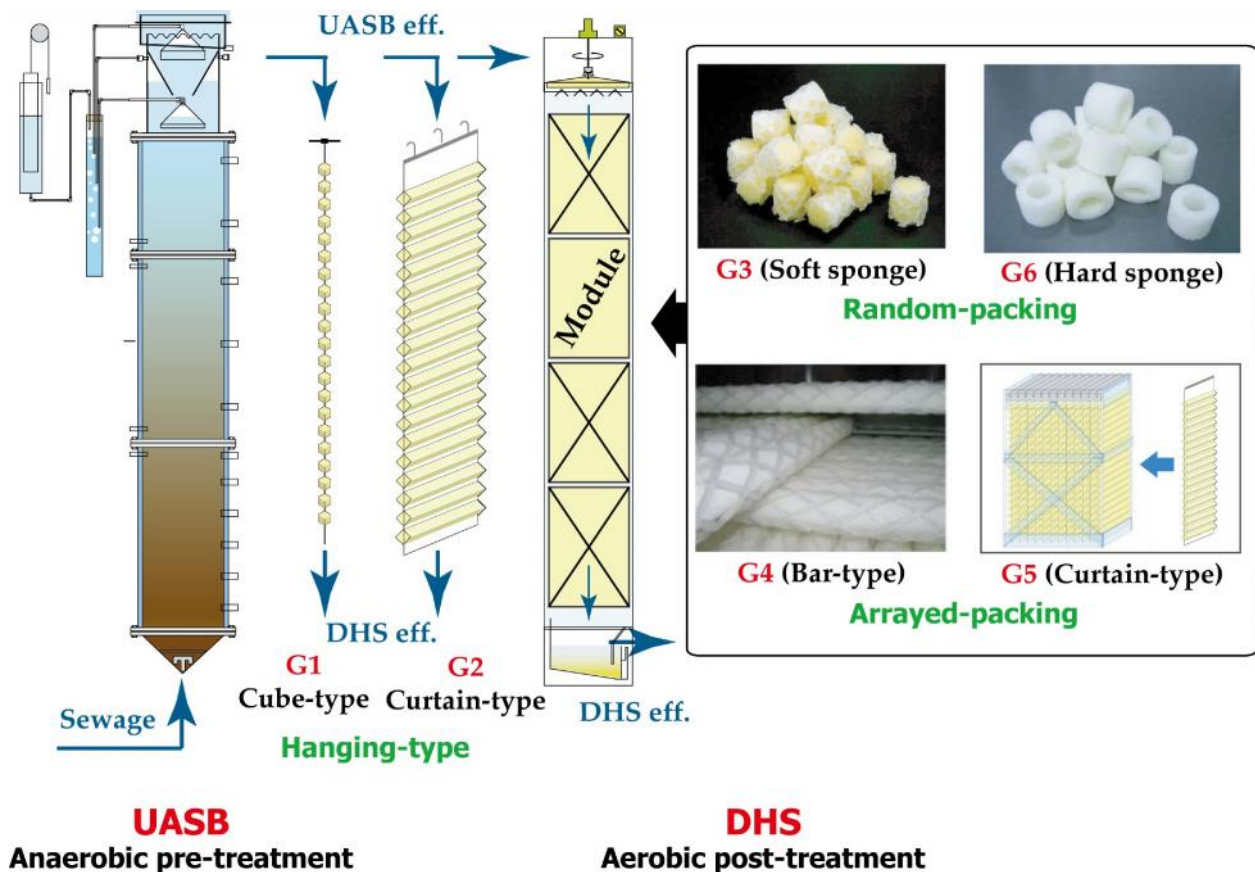 UASB eff.
Module
G3 (Soft sponge)
G6 (Hard sponge)
Random-packing
G4 (Bar-type)
G5 (Curtain-type)
Arrayed-packing
DHS eff.
G1
Cube-type
G2
Curtain-type
Hanging-type
DHS eff.
Sewage
UASB
Anaerobic pre-treatment
DHS
Aerobic post-treatment